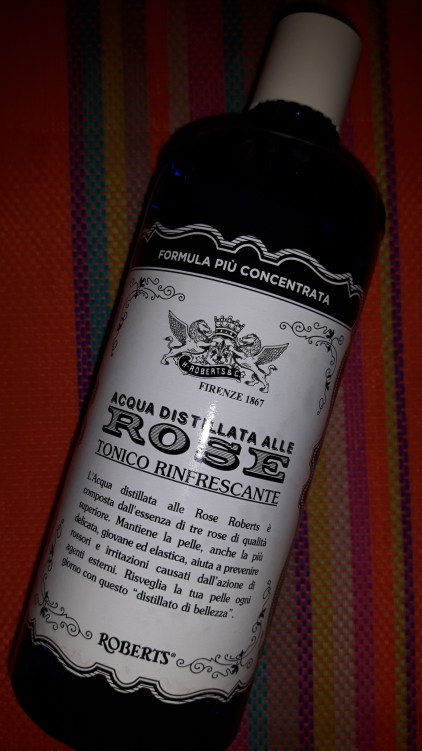 FORMULA PIÙ CONCENTRATA
H·ROBERTS & Cº
FIRENZE 1867
ACQUA DISTILLATA ALLE
ROSE
TONICO RINFRESCANTE
L'Acqua distillata alle Rose Roberts è
composta dall'essenza di tre rose di qualità
superiore. Mantiene la pelle, anche la più
delicata, giovane ed elastica, aiuta a prevenire
rossori e irritazioni causati dall'azione di
agenti esterni. Risveglia la tua pelle ogni
giorno con questo "distillato di bellezza".
ROBERTS®